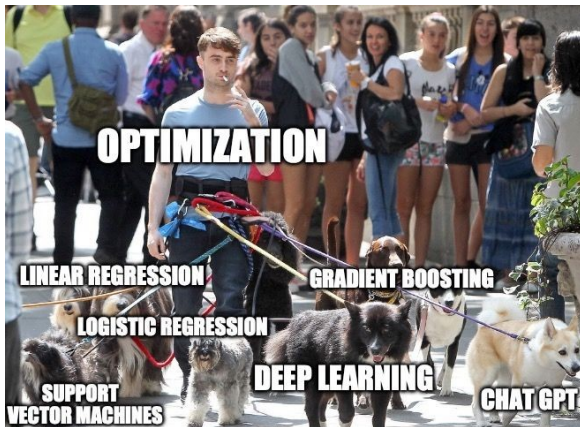 OPTIMIZATION
LINEAR REGRESSION
GRADIENT BOOSTING
LOGISTIC REGRESSION
DEEP LEARNING
SUPPORT
VECTOR MACHINES
CHAT GPT